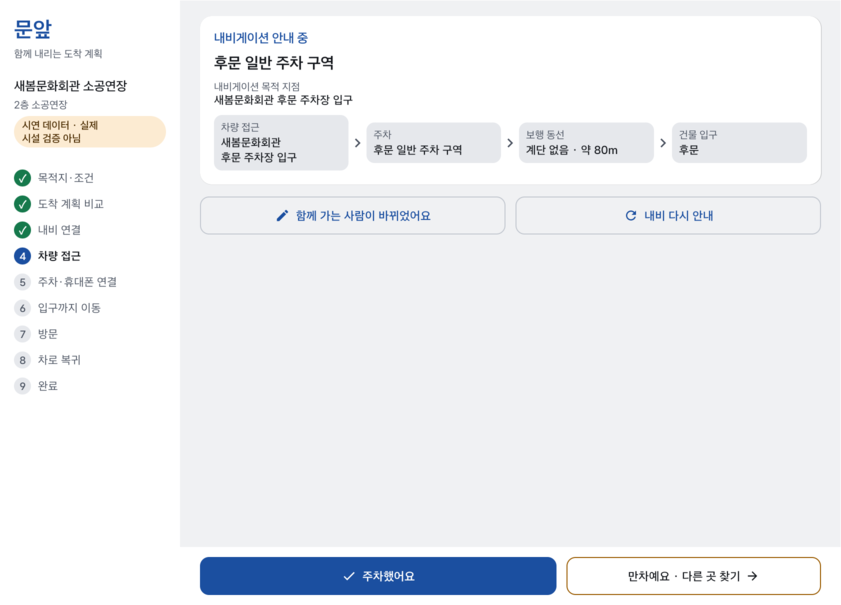 문앞
함께 내리는 도착 계획
새봄문화회관 소공연장
2층 소공연장
시연 데이터 · 실제
시설 검증 아님
목적지·조건
도착 계획 비교
내비 연결
4 차량 접근
5 주차·휴대폰 연결
6 입구까지 이동
7 방문
8 차로 복귀
9 완료
내비게이션 안내 중
후문 일반 주차 구역
내비게이션 목적 지점
새봄문화회관 후문 주차장 입구
차량 접근
새봄문화회관
후문 주차장 입구
주차
후문 일반 주차 구역
보행 동선
계단 없음 · 약 80m
건물 입구
후문
함께 가는 사람이 바뀌었어요
내비 다시 안내
주차했어요
만차예요 · 다른 곳 찾기